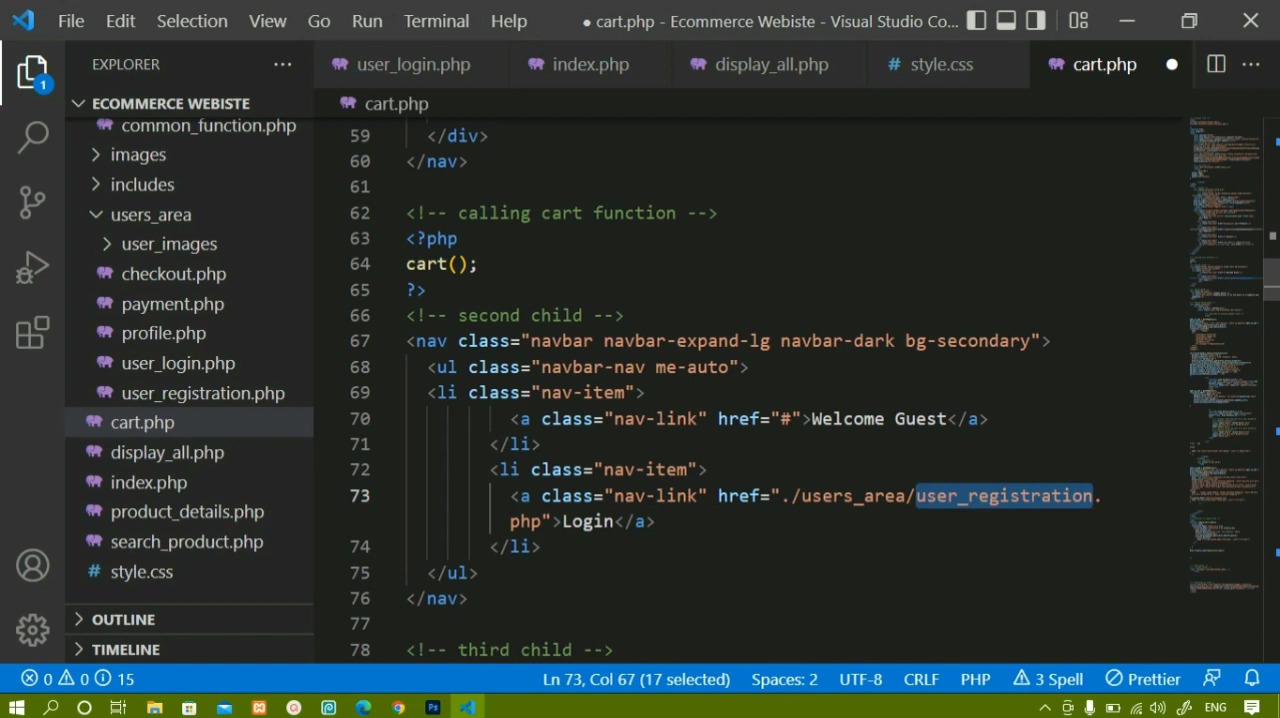 File Edit Selection View Go Run Terminal Help ● cart.php - Ecommerce Webiste - Visual Studio Co...
EXPLORER ...
user_login.php index.php display_all.php # style.css cart.php ●
1
ECOMMERCE WEBISTE
common_function.php
images
includes
users_area
user_images
checkout.php
payment.php
profile.php
user_login.php
user_registration.php
cart.php
display_all.php
index.php
product_details.php
search_product.php
# style.css
OUTLINE
TIMELINE
cart.php
59 </div>
60 </nav>
61
62 <!-- calling cart function -->
63 <?php
64 cart();
65 ?>
66 <!-- second child -->
67 <nav class="navbar navbar-expand-lg navbar-dark bg-secondary">
68 <ul class="navbar-nav me-auto">
69 <li class="nav-item">
70 <a class="nav-link" href="#">Welcome Guest</a>
71 </li>
72 <li class="nav-item">
73 <a class="nav-link" href="./users_area/user_registration.
php">Login</a>
74 </li>
75 </ul>
76 </nav>
77
78 <!-- third child -->
0 0 15 Ln 73, Col 67 (17 selected) Spaces: 2 UTF-8 CRLF PHP 3 Spell Prettier
Ps ENG